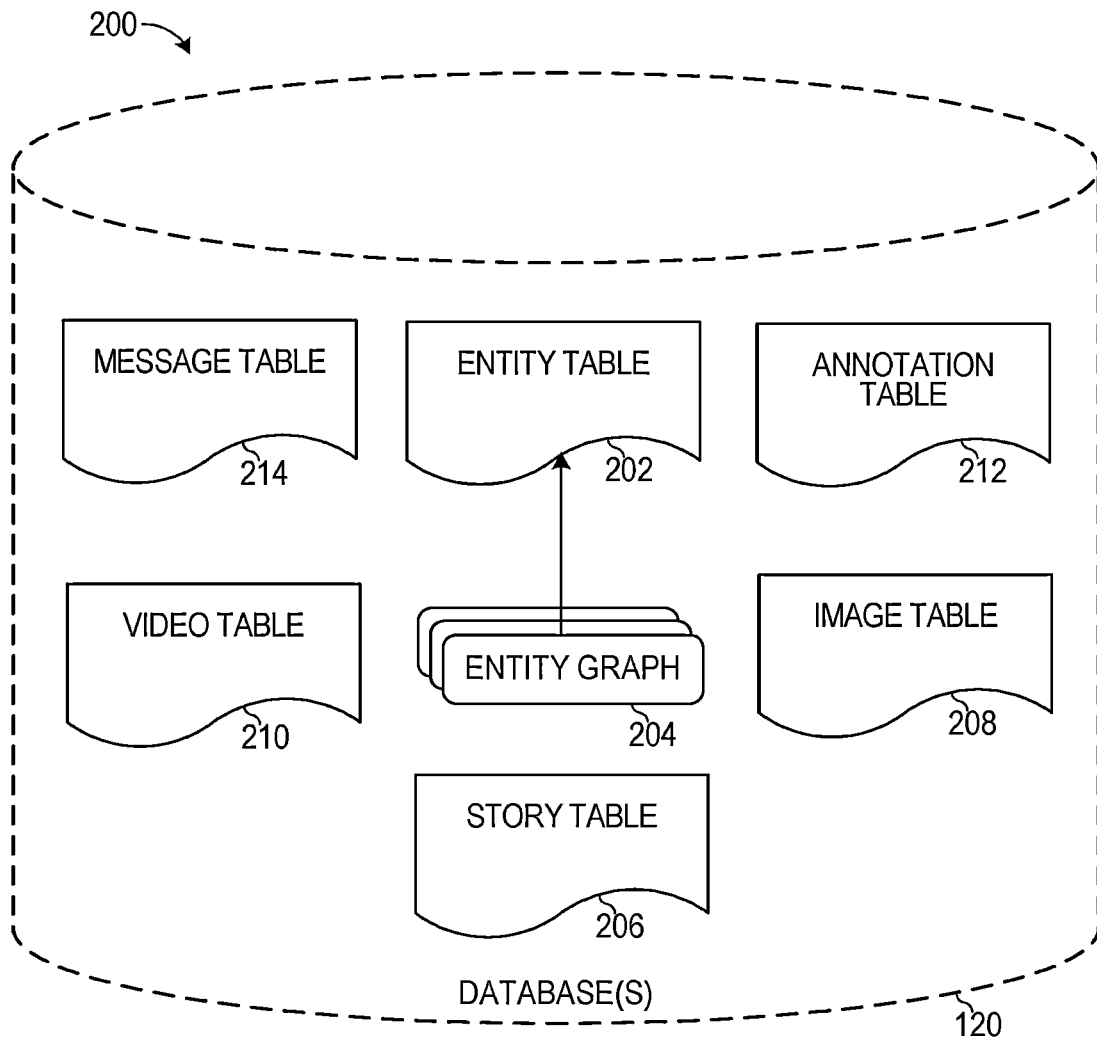 200
MESSAGE TABLE
214
ENTITY TABLE
202
ANNOTATION
TABLE
212
VIDEO TABLE
210
ENTITY GRAPH
204
IMAGE TABLE
208
STORY TABLE
206
DATABASE(S)
120